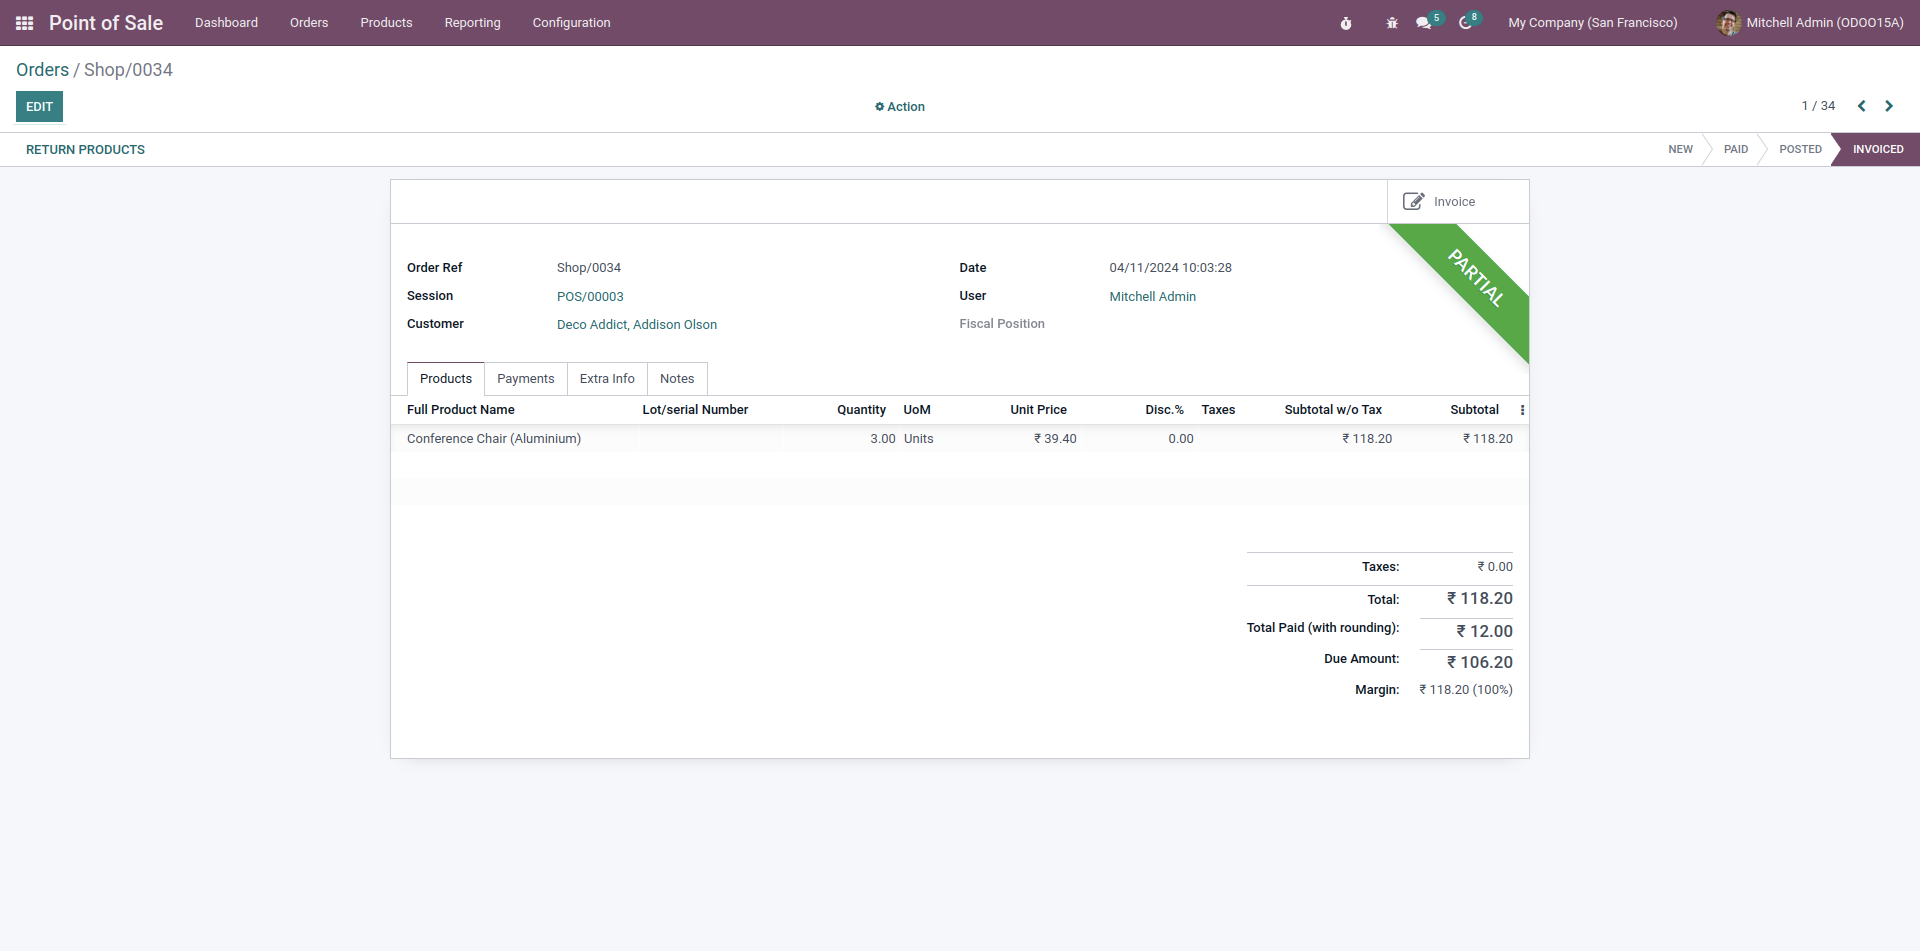 Point of Sale Dashboard Orders Products Reporting Configuration 5 8 My Company (San Francisco) Mitchell Admin (ODOO15A)
Orders / Shop/0034
EDIT Action 1 / 34
RETURN PRODUCTS NEW PAID POSTED INVOICED
Invoice
PARTIAL
Order Ref Shop/0034 Date 04/11/2024 10:03:28
Session POS/00003 User Mitchell Admin
Customer Deco Addict, Addison Olson Fiscal Position
Products Payments Extra Info Notes
Full Product Name Lot/serial Number Quantity UoM Unit Price Disc.% Taxes Subtotal w/o Tax Subtotal
Conference Chair (Aluminium) 3.00 Units ₹ 39.40 0.00 ₹ 118.20 ₹ 118.20
Taxes: ₹ 0.00
Total: ₹ 118.20
Total Paid (with rounding): ₹ 12.00
Due Amount: ₹ 106.20
Margin: ₹ 118.20 (100%)